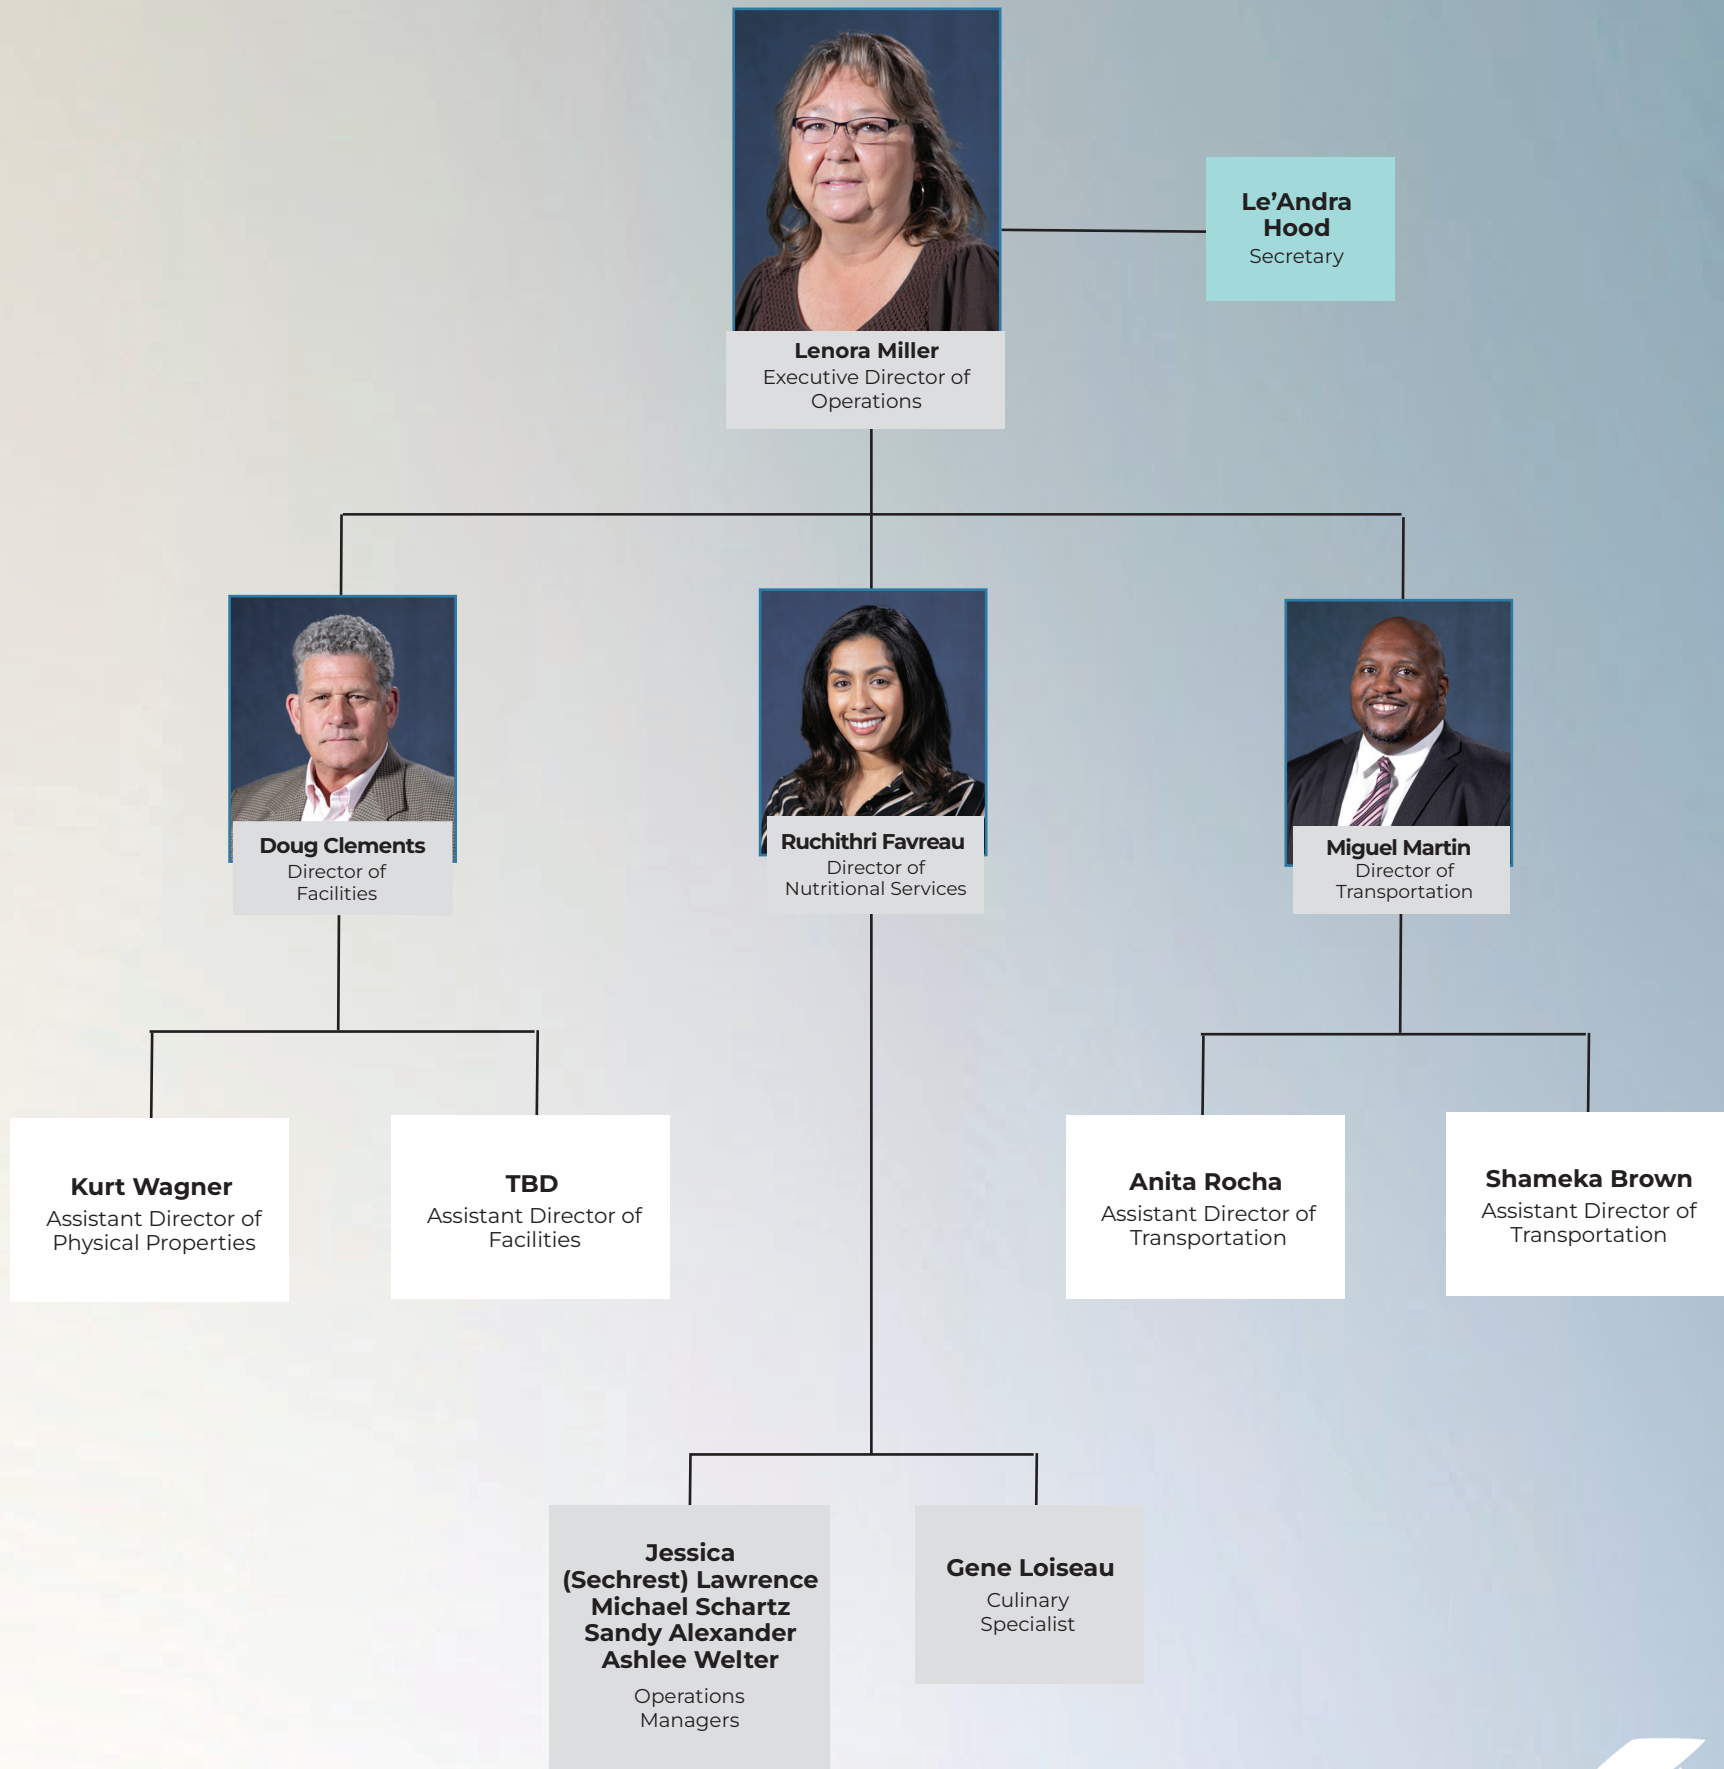 Le’Andra
Hood
Secretary
Lenora Miller
Executive Director of
Operations
Doug Clements
Director of
Facilities
Ruchithri Favreau
Director of
Nutritional Services
Miguel Martin
Director of
Transportation
Kurt Wagner
Assistant Director of
Physical Properties
TBD
Assistant Director of
Facilities
Anita Rocha
Assistant Director of
Transportation
Shameka Brown
Assistant Director of
Transportation
Jessica
(Sechrest) Lawrence
Michael Schartz
Sandy Alexander
Ashlee Welter
Operations
Managers
Gene Loiseau
Culinary
Specialist